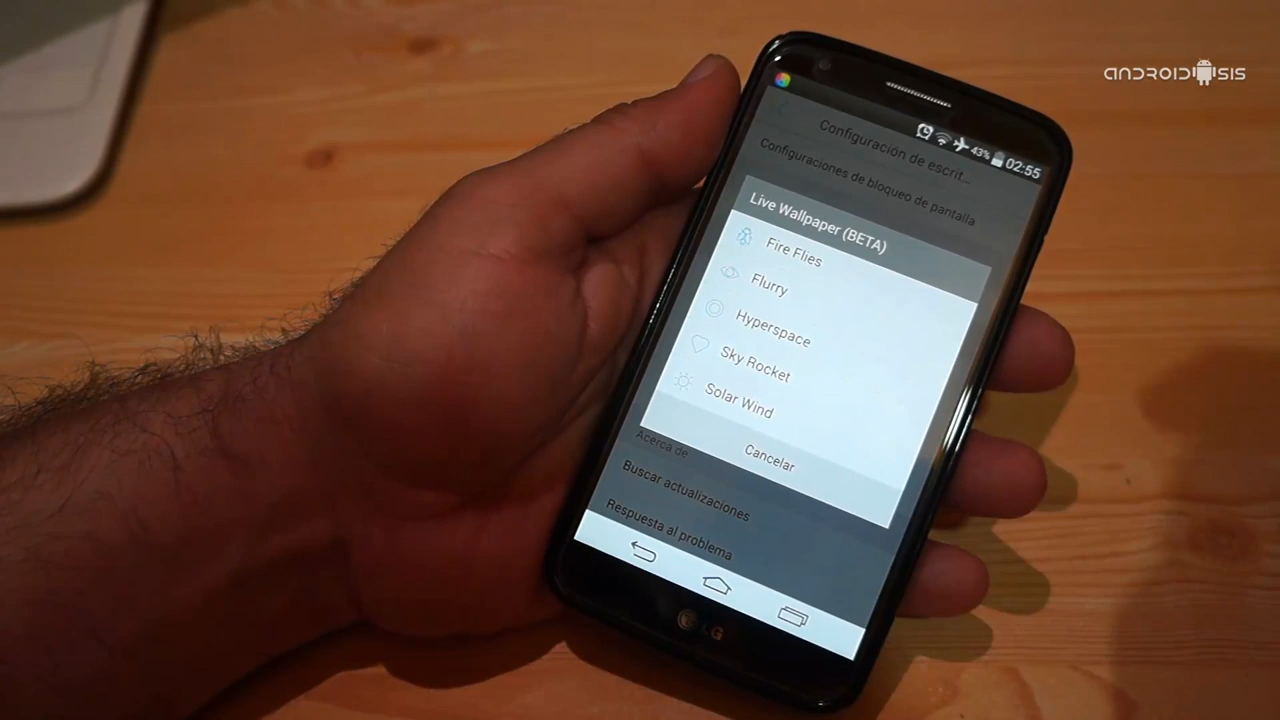 ANDROIDSIS
43% 02:55
Configuración de escrit...
Configuraciones de bloqueo de pantalla
Live Wallpaper (BETA)
Fire Flies
Flurry
Hyperspace
Sky Rocket
Solar Wind
Cancelar
Acerca de
Buscar actualizaciones
Respuesta al problema
LG